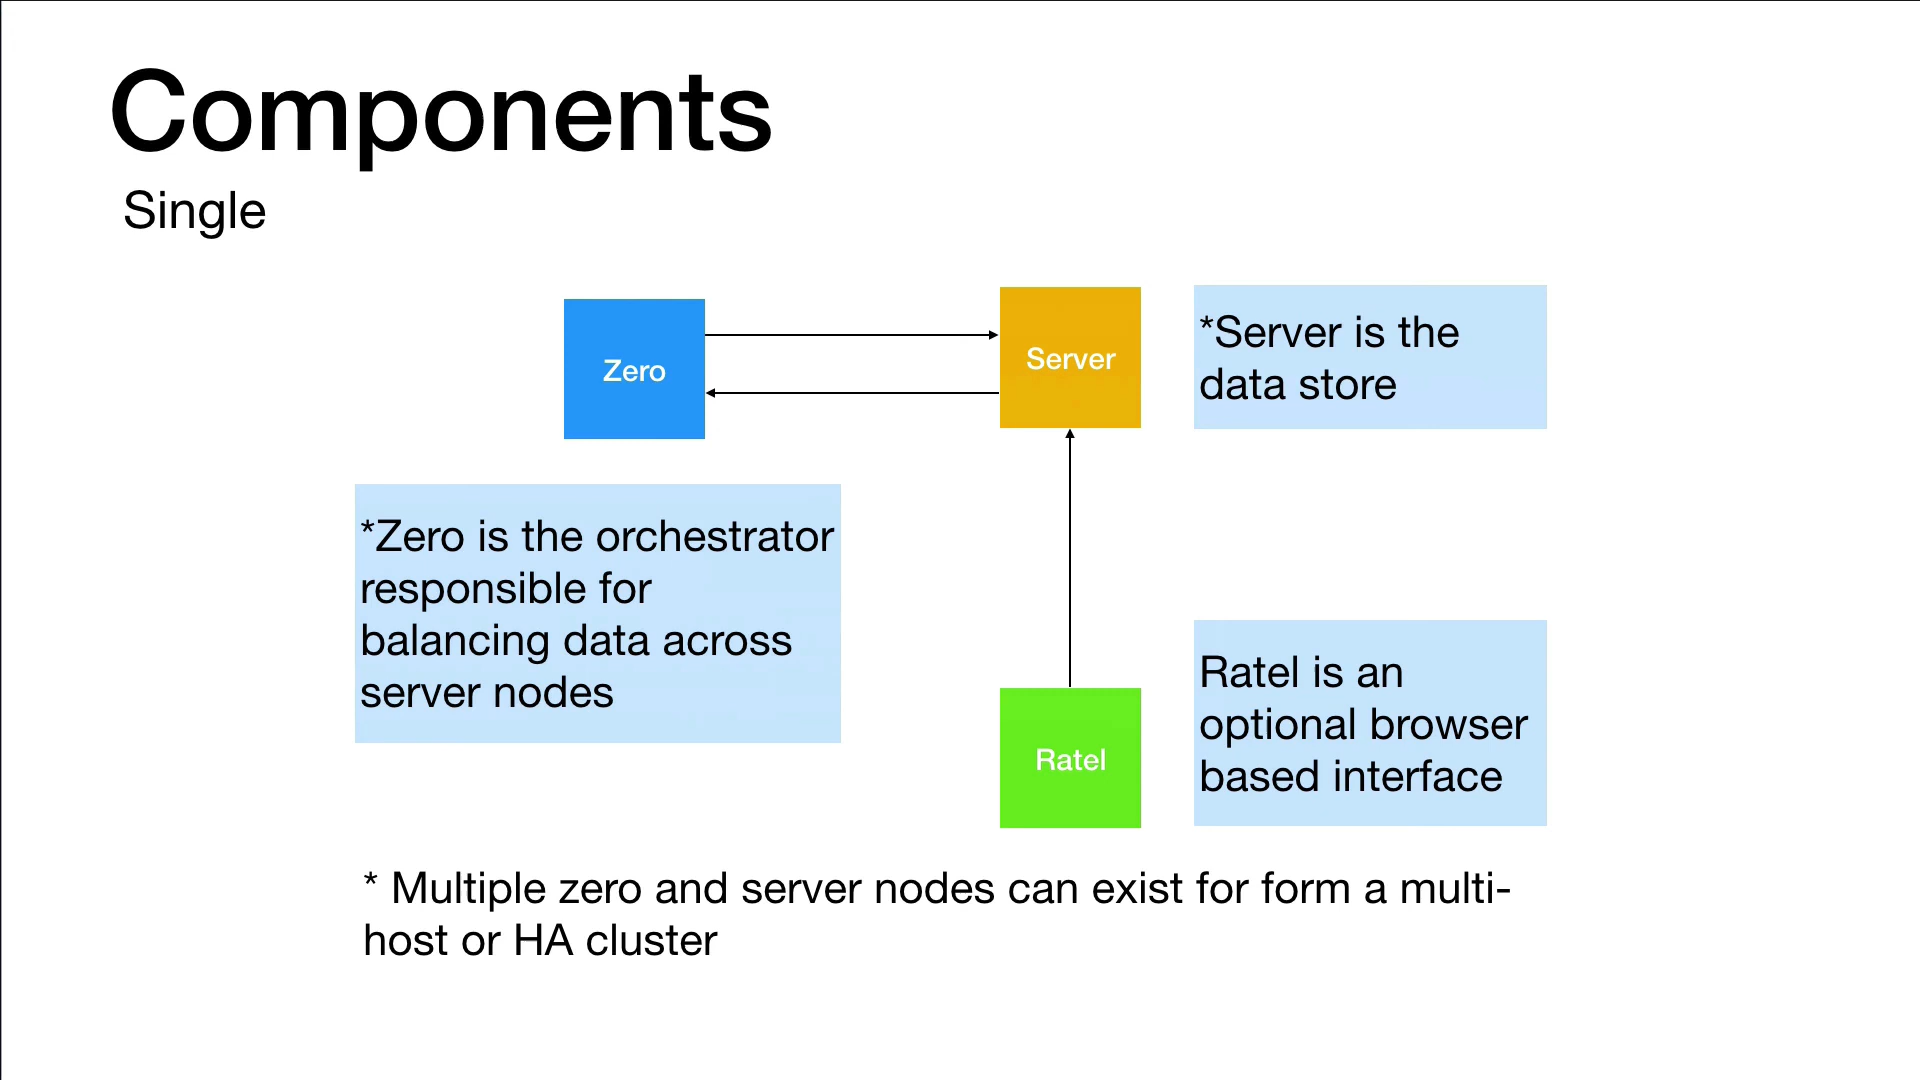 Components
Single
Zero
Server
*Server is the
data store
*Zero is the orchestrator
responsible for
balancing data across
server nodes
Ratel
Ratel is an
optional browser
based interface
* Multiple zero and server nodes can exist for form a multi-
host or HA cluster